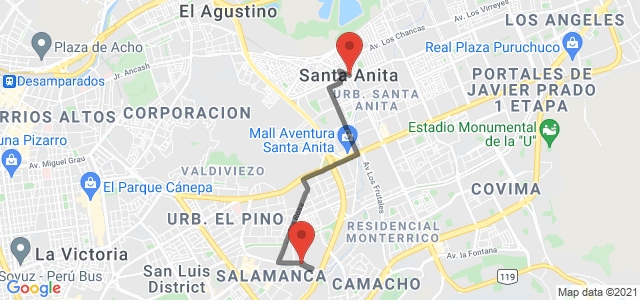 El Agustino
Av. Los Virreyes
LOS ANGELES
Plaza de Acho
Av. Los Chancas
Real Plaza Puruchuco
Desamparados
Jr. Ancash
Santa Anita
URB. SANTA
ANITA
PORTALES DE
JAVIER PRADO
1 ETAPA
RRIOS ALTOS
CORPORACION
Mall Aventura
Santa Anita
Estadio Monumental
de la "U"
una Pizarro
Av. Miguel Grau
VALDIVIEZO
Av Los Frutales
El Parque Cánepa
COVIMA
URB. EL PINO
RESIDENCIAL
MONTERRICO
La Victoria
Av. la Fontana
San Luis
District
SALAMANCA
CAMACHO
119
Soyuz - Perú Bus
Google
Map data ©2021